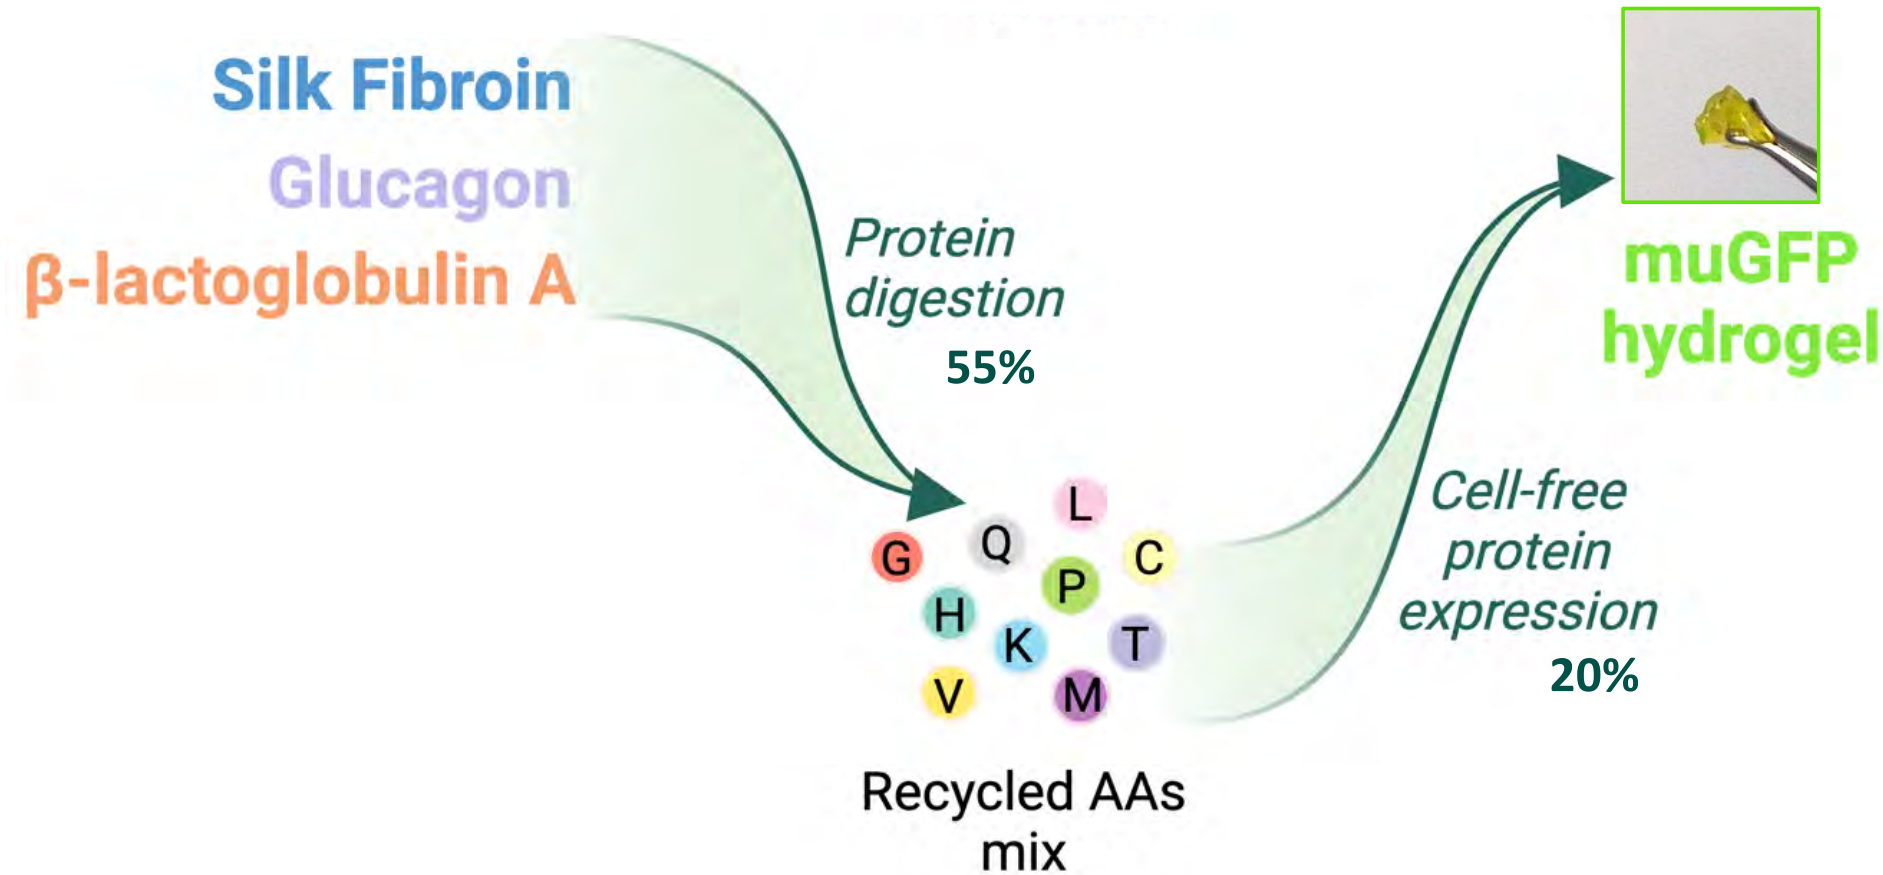 Silk Fibroin
Glucagon
β-lactoglobulin A
Protein
digestion
55%
L
Q
C
G
P
H
K
T
V
M
Recycled AAs
mix
Cell-free
protein
expression
20%
muGFP
hydrogel